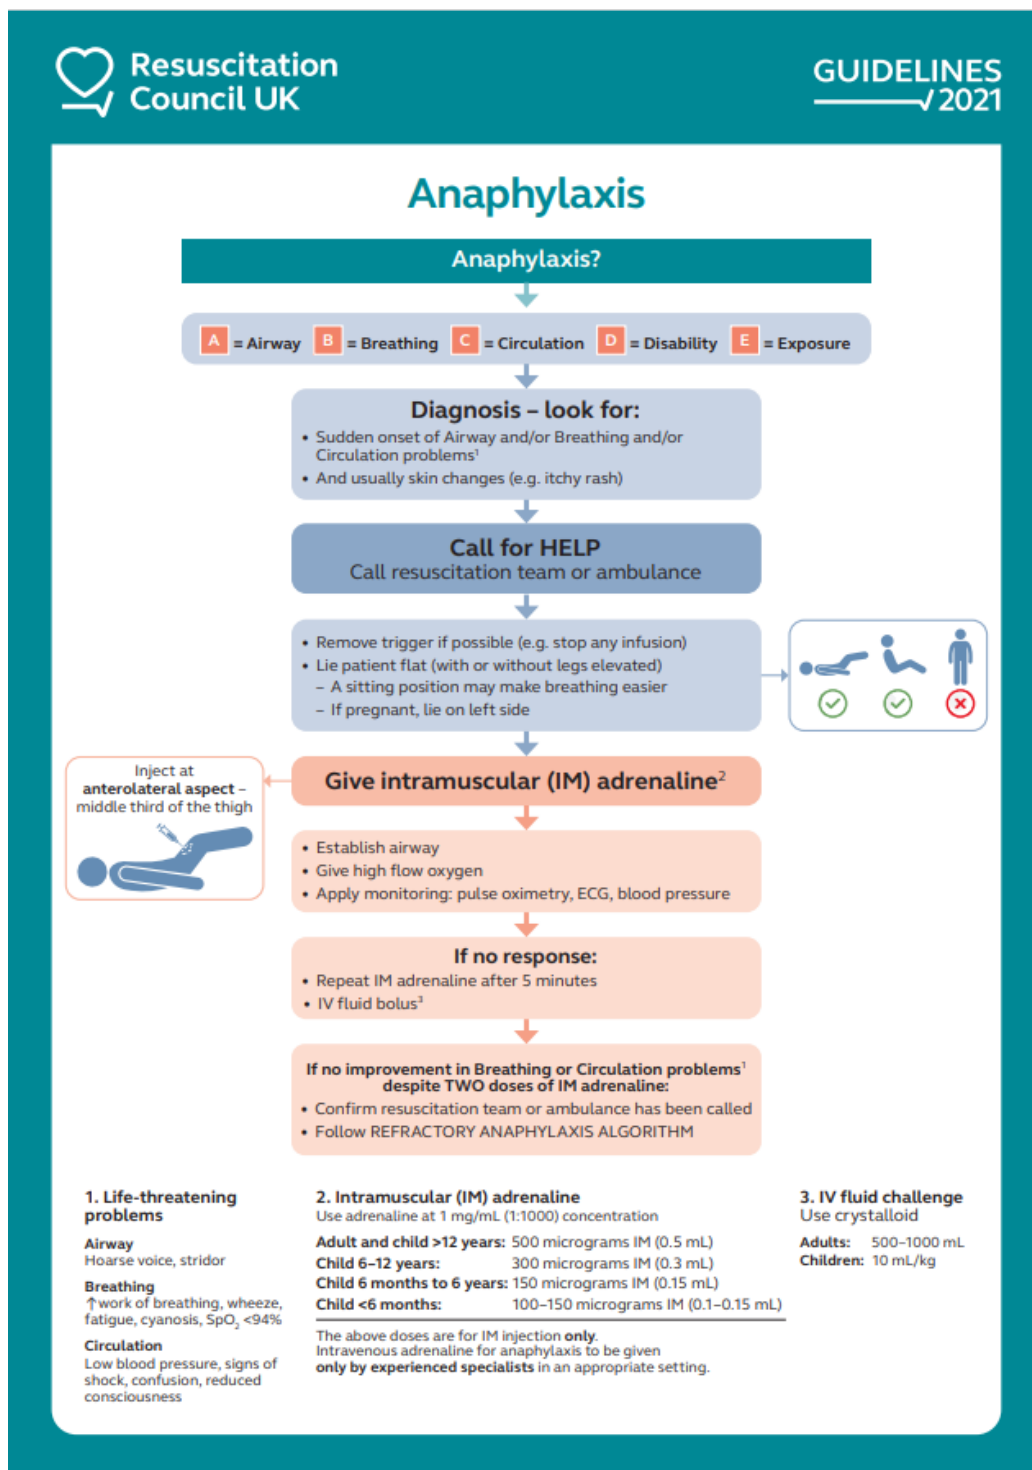 Resuscitation
Council UK
GUIDELINES
2021
Anaphylaxis
Anaphylaxis?
A = Airway B = Breathing C = Circulation D = Disability E = Exposure
Diagnosis – look for:
• Sudden onset of Airway and/or Breathing and/or
Circulation problems¹
• And usually skin changes (e.g. itchy rash)
Call for HELP
Call resuscitation team or ambulance
• Remove trigger if possible (e.g. stop any infusion)
• Lie patient flat (with or without legs elevated)
– A sitting position may make breathing easier
– If pregnant, lie on left side
Inject at
anterolateral aspect –
middle third of the thigh
Give intramuscular (IM) adrenaline²
• Establish airway
• Give high flow oxygen
• Apply monitoring: pulse oximetry, ECG, blood pressure
If no response:
• Repeat IM adrenaline after 5 minutes
• IV fluid bolus³
If no improvement in Breathing or Circulation problems¹
despite TWO doses of IM adrenaline:
• Confirm resuscitation team or ambulance has been called
• Follow REFRACTORY ANAPHYLAXIS ALGORITHM
1. Life-threatening
problems
Airway
Hoarse voice, stridor
Breathing
↑work of breathing, wheeze,
fatigue, cyanosis, SpO₂ <94%
Circulation
Low blood pressure, signs of
shock, confusion, reduced
consciousness
2. Intramuscular (IM) adrenaline
Use adrenaline at 1 mg/mL (1:1000) concentration
Adult and child >12 years: 500 micrograms IM (0.5 mL)
Child 6–12 years: 300 micrograms IM (0.3 mL)
Child 6 months to 6 years: 150 micrograms IM (0.15 mL)
Child <6 months: 100–150 micrograms IM (0.1–0.15 mL)
The above doses are for IM injection only.
Intravenous adrenaline for anaphylaxis to be given
only by experienced specialists in an appropriate setting.
3. IV fluid challenge
Use crystalloid
Adults: 500–1000 mL
Children: 10 mL/kg